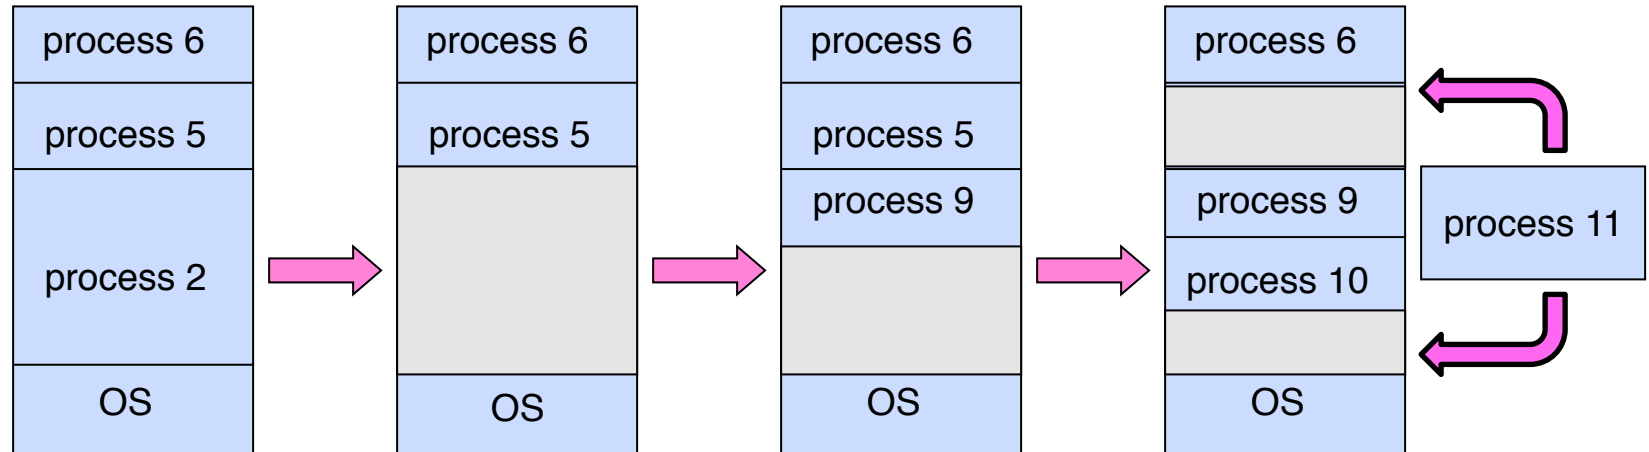 process 6
process 5
process 2
OS
process 6
process 5
OS
process 6
process 5
process 9
OS
process 6
process 9
process 10
OS
process 11